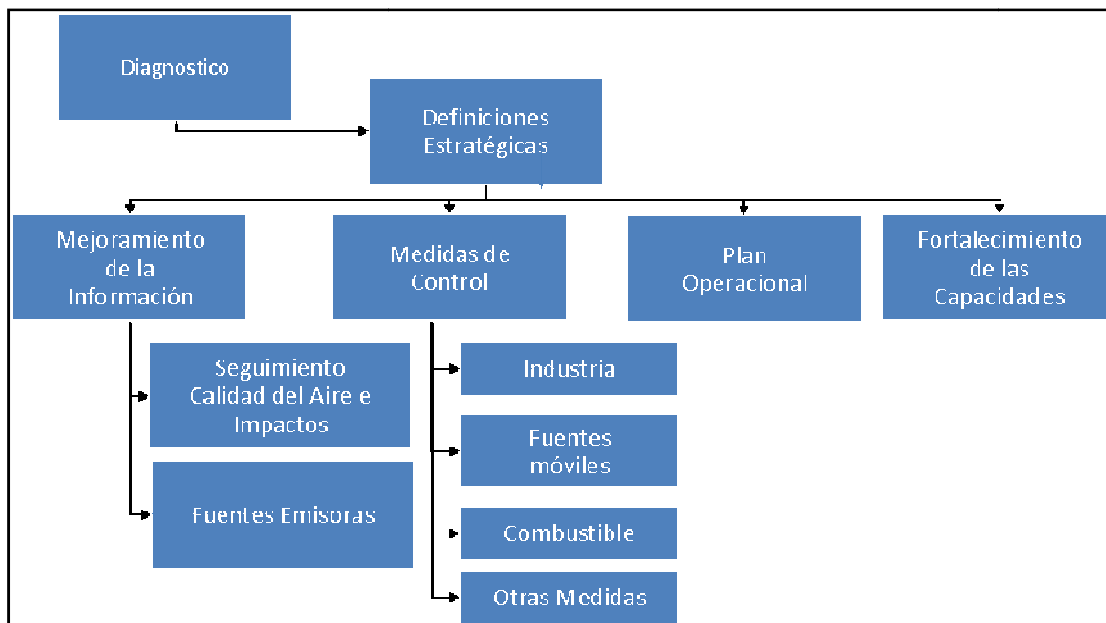 Diagnostico
Definiciones
Estratégicas
Mejoramiento
de la
Información
Medidas de
Control
Plan
Operacional
Fortalecimiento
de las
Capacidades
Seguimiento
Calidad del Aire e
Impactos
Fuentes Emisoras
Industria
Fuentes
móviles
Combustible
Otras Medidas